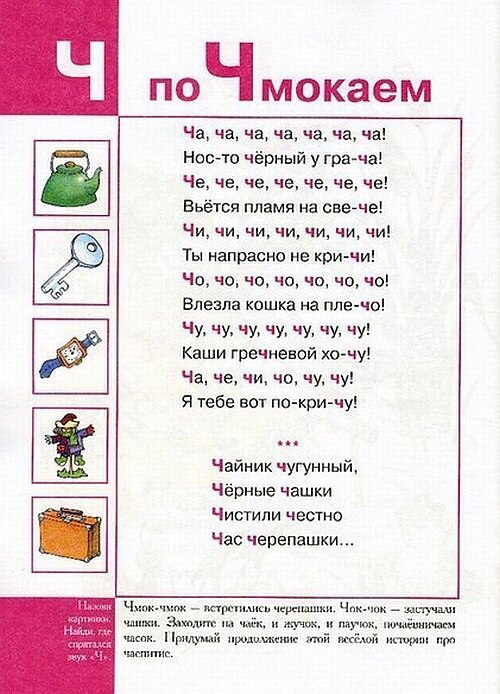 Ч
по Чмокаем
Ча, ча, ча, ча, ча, ча, ча!
Нос-то чёрный у гра-ча!
Че, че, че, че, че, че, че!
Вьётся пламя на све-че!
Чи, чи, чи, чи, чи, чи, чи!
Ты напрасно не кри-чи!
Чо, чо, чо, чо, чо, чо, чо!
Влезла кошка на пле-чо!
Чу, чу, чу, чу, чу, чу, чу!
Каши гречневой хо-чу!
Ча, че, чи, чо, чу, чу!
Я тебе вот по-кри-чу!
***
Чайник чугунный,
Чёрные чашки
Чистили честно
Час черепашки...
Назови
картинки.
Найди, где
спрятался
звук «Ч».
Чмок-чмок — встретились черепашки. Чок-чок — застучали
чашки. Заходите на чаёк, и жучок, и паучок, почаёвничаем
часок. Придумай продолжение этой весёлой истории про
чаепитие.